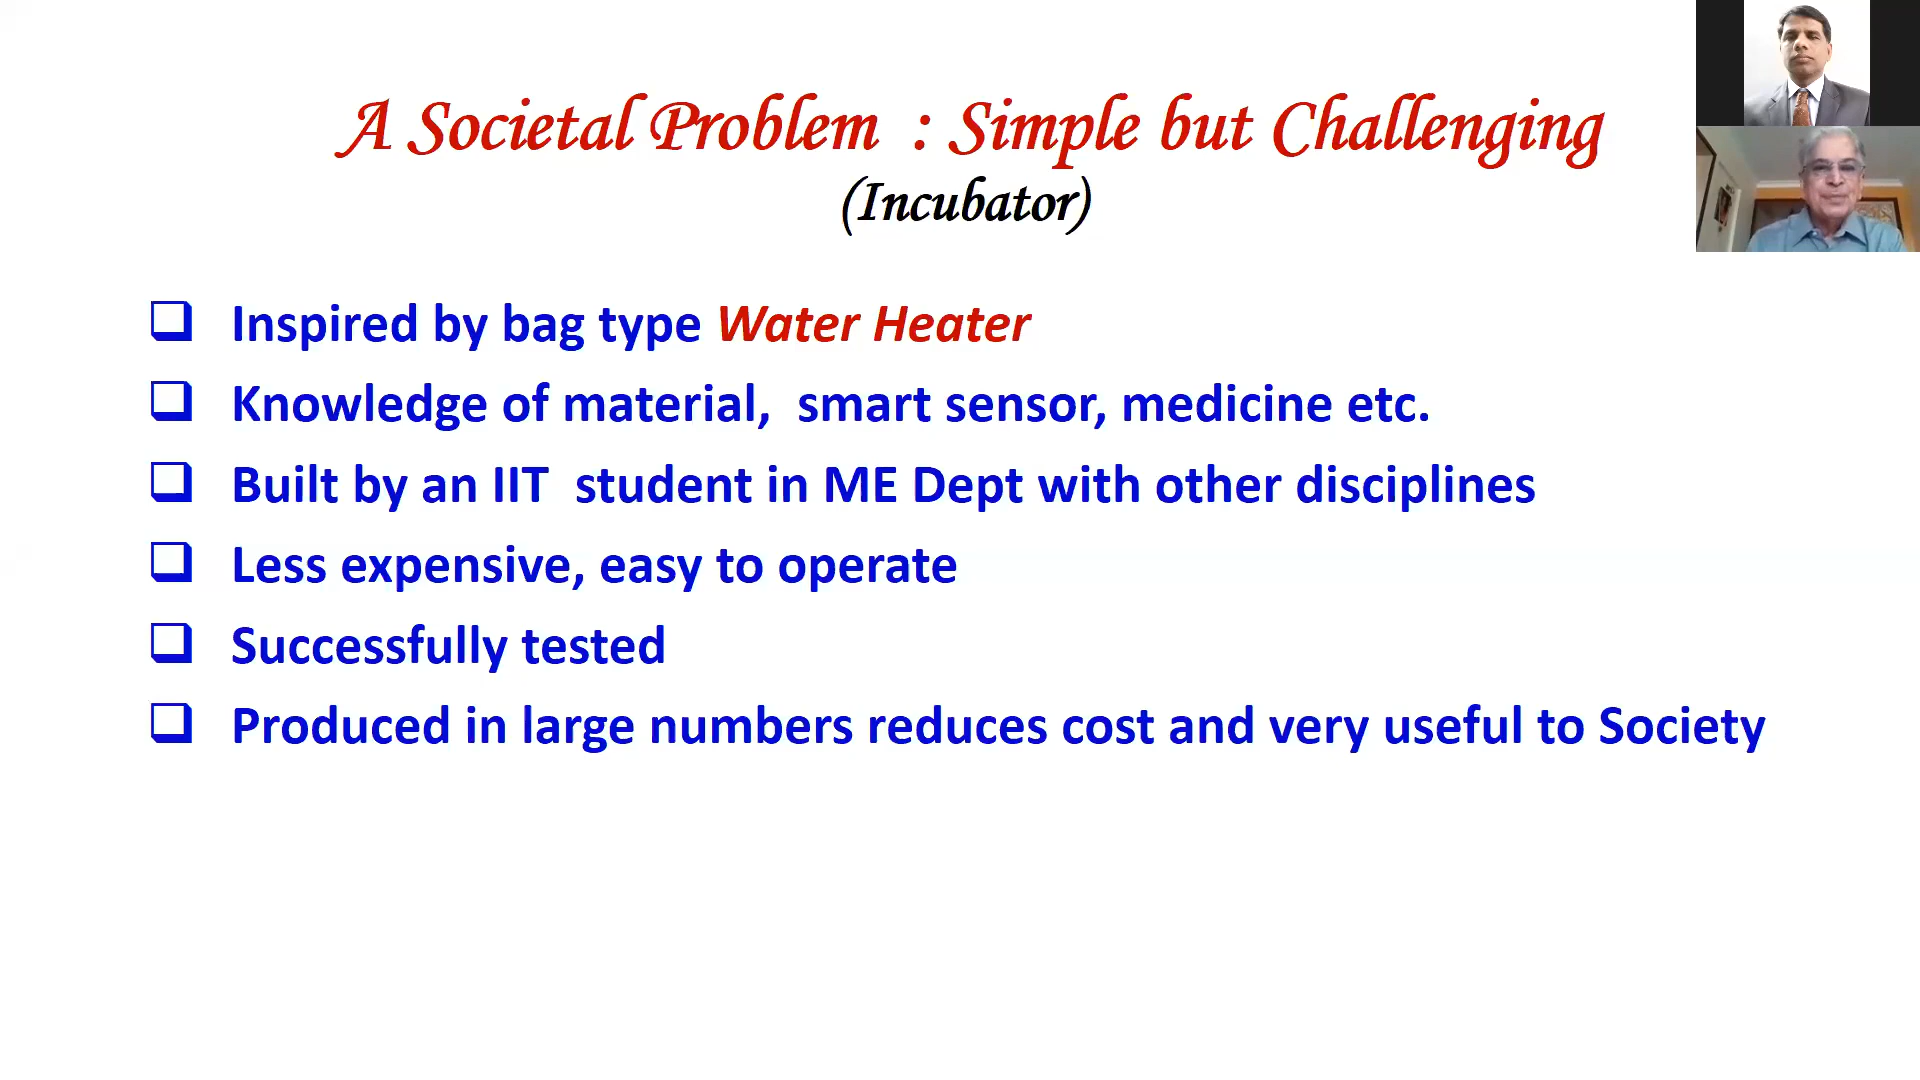 A Societal Problem : Simple but Challenging
(Incubator)
Inspired by bag type Water Heater
Knowledge of material, smart sensor, medicine etc.
Built by an IIT student in ME Dept with other disciplines
Less expensive, easy to operate
Successfully tested
Produced in large numbers reduces cost and very useful to Society